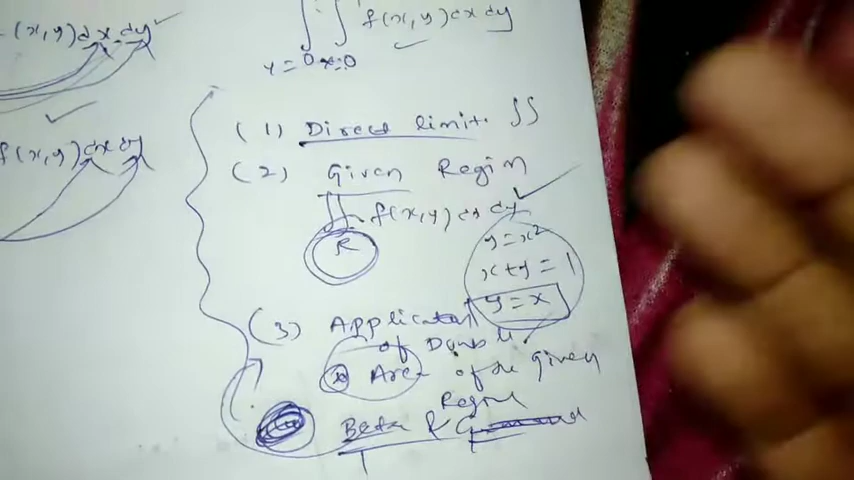 (x,y)dx dy
f(x,y)dx dy
∫∫ f(x,y)dx dy
y=0 x=0
(1) Direct limit. ∫∫
(2) Given Region
∬ f(x,y)dx dy
R
y=x²
x+y=1
y=x
(3) Application
of Double
Area of the given
Region
Beta &